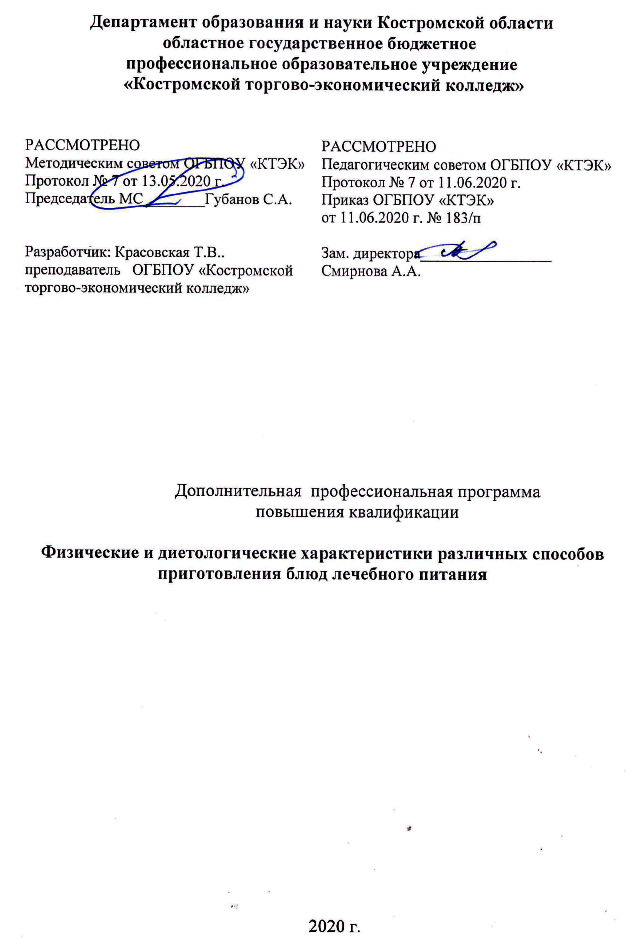 Департамент образования и науки Костромской области
областное государственное бюджетное
профессиональное образовательное учреждение
«Костромской торгово-экономический колледж»
РАССМОТРЕНО
Методическим советом ОГБПОУ «КТЭК»
Протокол № 7 от 13.05.2020 г.
Председатель МС ________Губанов С.А.
Разработчик: Красовская Т.В..
преподаватель ОГБПОУ «Костромской
торгово-экономический колледж»
РАССМОТРЕНО
Педагогическим советом ОГБПОУ «КТЭК»
Протокол № 7 от 11.06.2020 г.
Приказ ОГБПОУ «КТЭК»
от 11.06.2020 г. № 183/п
Зам. директора_________________
Смирнова А.А.
Дополнительная профессиональная программа
повышения квалификации
Физические и диетологические характеристики различных способов
приготовления блюд лечебного питания
2020 г.